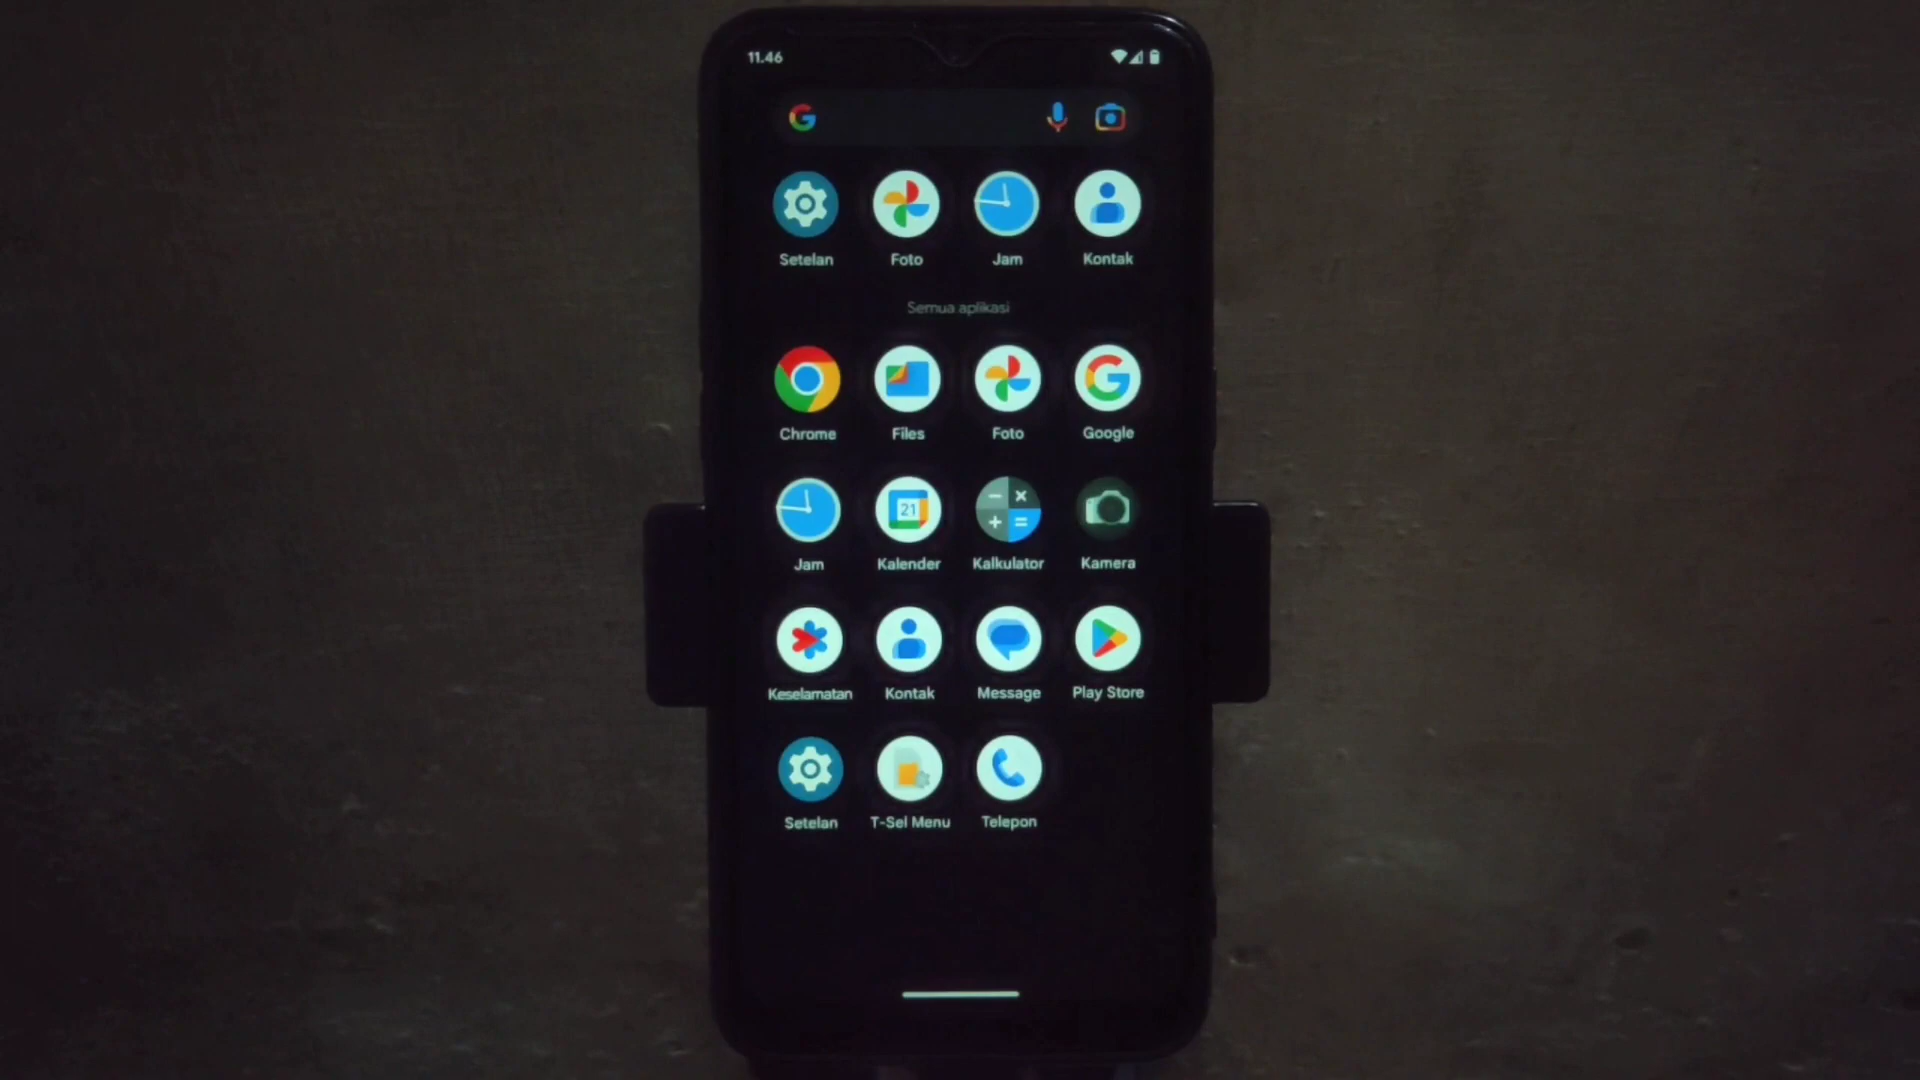 11.46
Setelan Foto Jam Kontak
Semua aplikasi
Chrome Files Foto Google
21
Jam Kalender Kalkulator Kamera
Keselamatan Kontak Message Play Store
Setelan T-Sel Menu Telepon